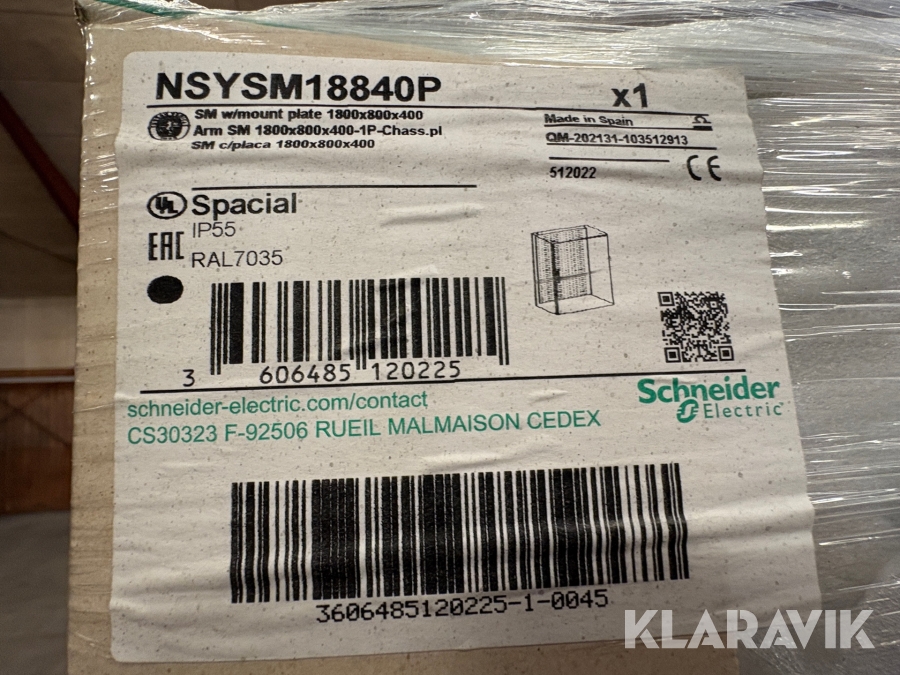 NSYSM18840P
x1
SM w/mount plate 1800x800x400
Arm SM 1800x800x400-1P-Chass.pl
SM c/placa 1800x800x400
Made in Spain
QM-202131-103512913
512022
CE
UL
Spacial
IP55
EAC
RAL7035
3 606485 120225
schneider-electric.com/contact
CS30323 F-92506 RUEIL MALMAISON CEDEX
Schneider
Electric
3606485120225-1-0045
KLARAVIK